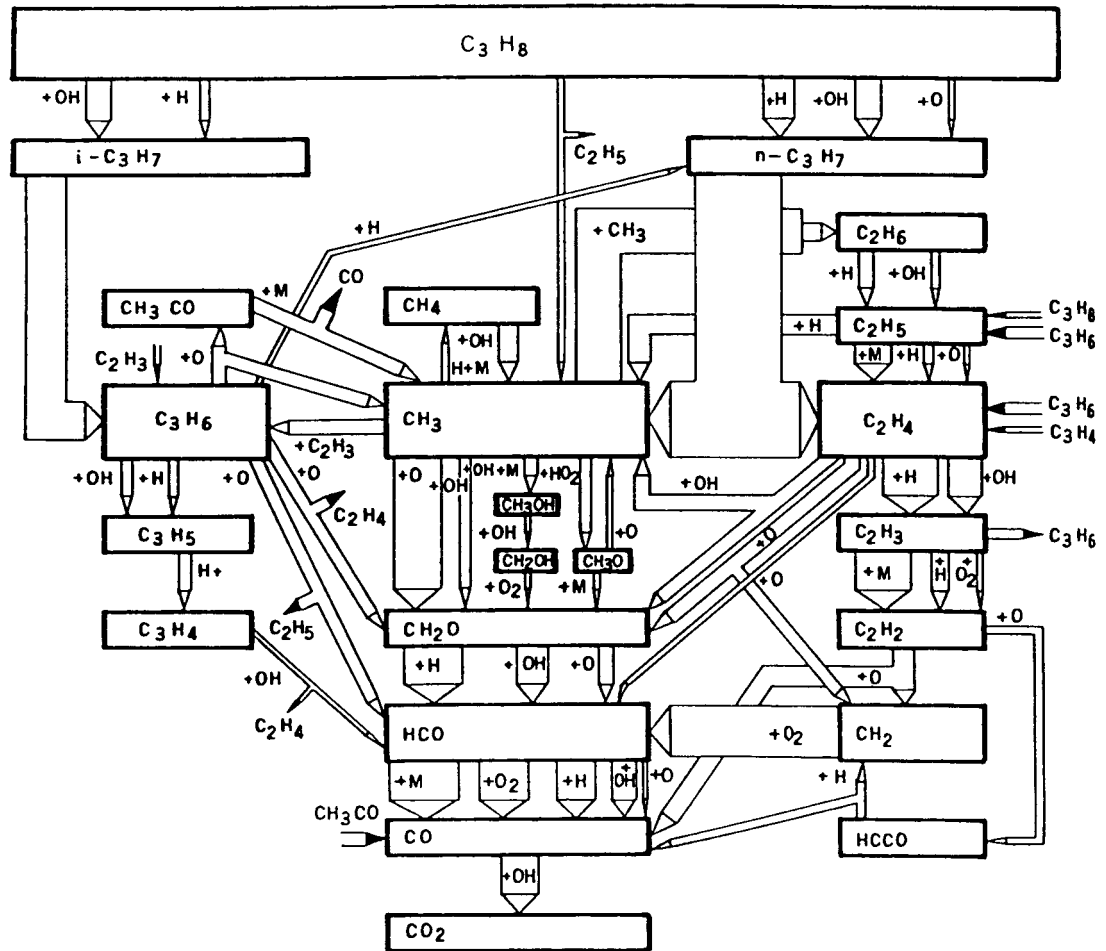 C3H8
+OH +H +H +OH +O
i-C3H7 C2H5 n-C3H7
+H +CH3 C2H6
CO +H +OH
CH3CO +M CH4 C2H5 C3H8
+H C3H6
C2H3 +O +OH +M +H +O
H+M
C3H6 CH3 C2H4 C3H6
C3H4
+C2H3
+OH +H +O +O +OH +OH +M +HO2 +OH +H +OH
C2H4 CH3OH
C3H5 +OH +O +O C2H3 C3H6
H+ CH2OH CH3O +O +M +H +O2
+O2 +M
C3H4 C2H5 CH2O C2H2 +O
+OH +H +OH +O +O
C2H4 HCO +O2 CH2
+M +O2 +H +OH +O +H
CH3CO CO HCCO
+OH
CO2